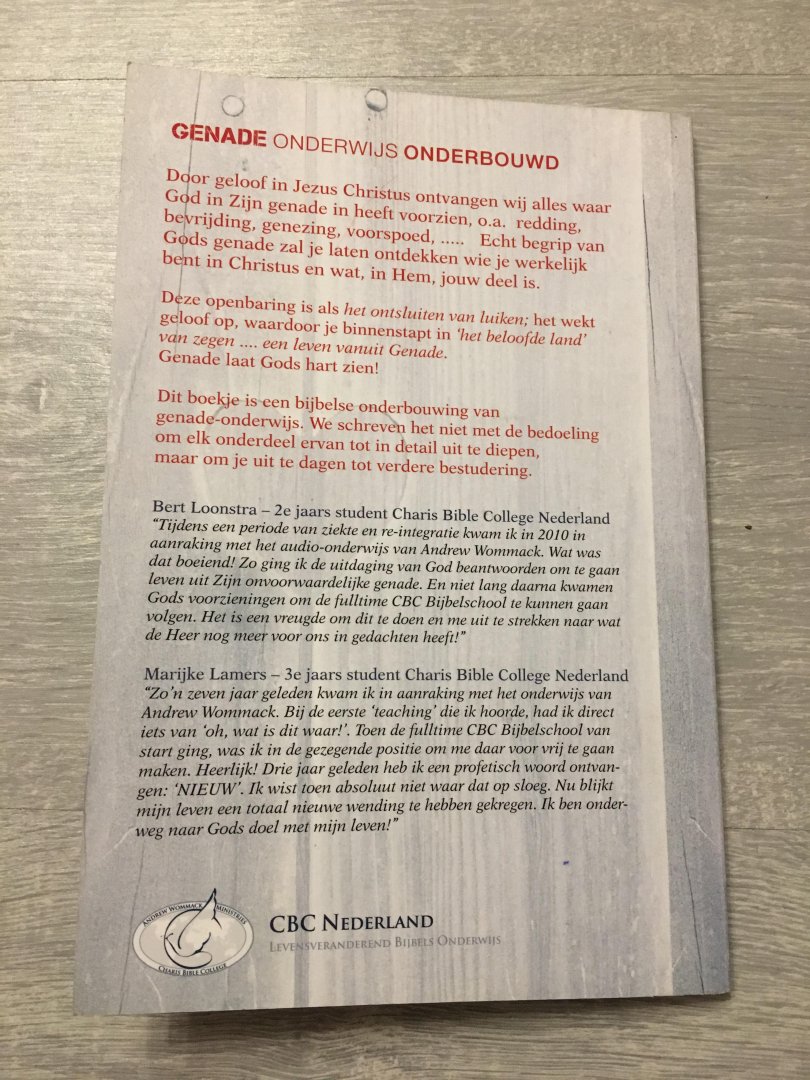 GENADE ONDERWIJS ONDERBOUWD
Door geloof in Jezus Christus ontvangen wij alles waar
God in Zijn genade in heeft voorzien, o.a. redding,
bevrijding, genezing, voorspoed, ..... Echt begrip van
Gods genade zal je laten ontdekken wie je werkelijk
bent in Christus en wat, in Hem, jouw deel is.
Deze openbaring is als het ontsluiten van luiken; het wekt
geloof op, waardoor je binnenstapt in ‘het beloofde land’
van zegen .... een leven vanuit Genade.
Genade laat Gods hart zien!
Dit boekje is een bijbelse onderbouwing van
genade-onderwijs. We schreven het niet met de bedoeling
om elk onderdeel ervan tot in detail uit te diepen,
maar om je uit te dagen tot verdere bestudering.
Bert Loonstra – 2e jaars student Charis Bible College Nederland
“Tijdens een periode van ziekte en re-integratie kwam ik in 2010 in
aanraking met het audio-onderwijs van Andrew Wommack. Wat was
dat boeiend! Zo ging ik de uitdaging van God beantwoorden om te gaan
leven uit Zijn onvoorwaardelijke genade. En niet lang daarna kwamen
Gods voorzieningen om de fulltime CBC Bijbelschool te kunnen gaan
volgen. Het is een vreugde om dit te doen en me uit te strekken naar wat
de Heer nog meer voor ons in gedachten heeft!”
Marijke Lamers – 3e jaars student Charis Bible College Nederland
“Zo’n zeven jaar geleden kwam ik in aanraking met het onderwijs van
Andrew Wommack. Bij de eerste ‘teaching’ die ik hoorde, had ik direct
iets van ‘oh, wat is dit waar!’. Toen de fulltime CBC Bijbelschool van
start ging, was ik in de gezegende positie om me daar voor vrij te gaan
maken. Heerlijk! Drie jaar geleden heb ik een profetisch woord ontvan-
gen: ‘NIEUW’. Ik wist toen absoluut niet waar dat op sloeg. Nu blijkt
mijn leven een totaal nieuwe wending te hebben gekregen. Ik ben onder-
weg naar Gods doel met mijn leven!”
ANDREW WOMMACK MINISTRIES
CHARIS BIBLE COLLEGE
CBC NEDERLAND
LEVENSVERANDEREND BIJBELS ONDERWIJS